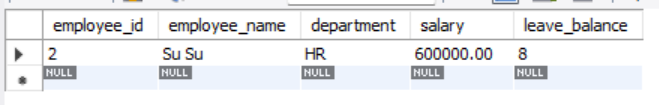 employee_id employee_name department salary leave_balance
2 Su Su HR 600000.00 8
NULL NULL NULL NULL NULL